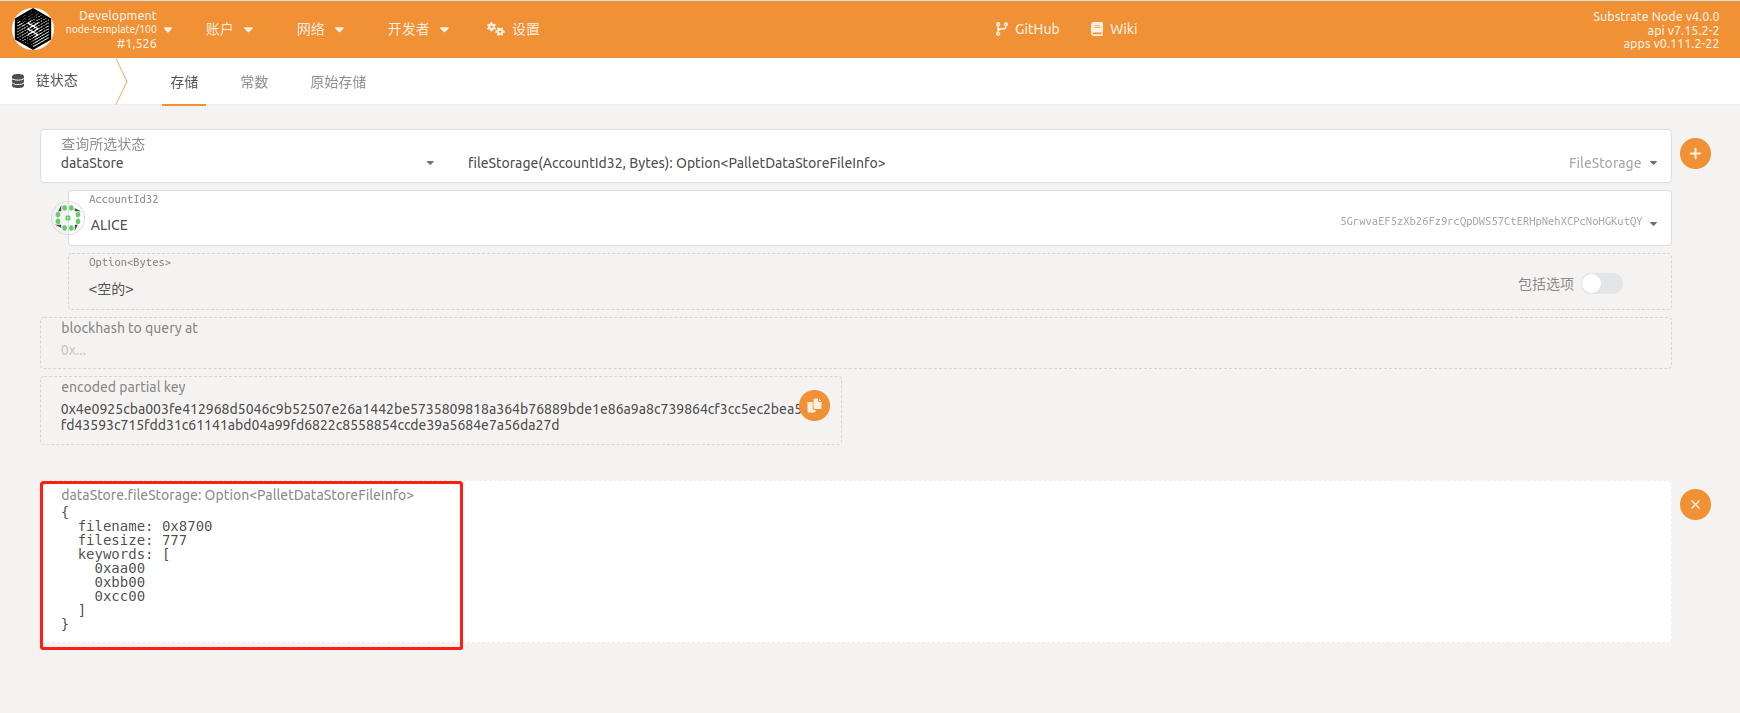 Development
node-template/100
#1,526
账户
网络
开发者
设置
GitHub
Wiki
Substrate Node v4.0.0
api v7.15.2-2
apps v0.111.2-22
链状态
存储
常数
原始存储
查询所选状态
dataStore
fileStorage(AccountId32, Bytes): Option<PalletDataStoreFileInfo>
FileStorage
AccountId32
ALICE
5GrwvaEF5zXb26Fz9rcQpDWS57CtERHpNehXCPcNoHGKutQY
Option<Bytes>
<空的>
包括选项
blockhash to query at
0x...
encoded partial key
0x4e0925cba003fe412968d5046c9b52507e26a1442be5735809818a364b76889bde1e86a9a8c739864cf3cc5ec2bea5
fd43593c715fdd31c61141abd04a99fd6822c8558854ccde39a5684e7a56da27d
dataStore.fileStorage: Option<PalletDataStoreFileInfo>
{
filename: 0x8700
filesize: 777
keywords: [
0xaa00
0xbb00
0xcc00
]
}